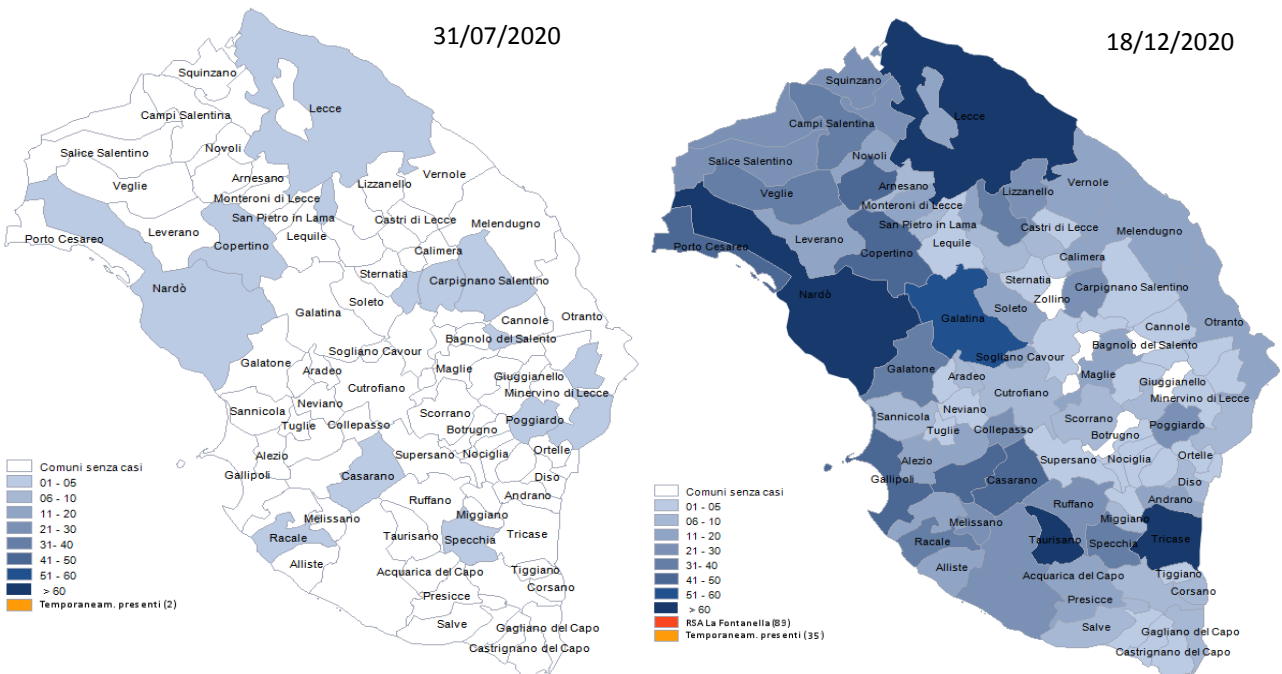 31/07/2020
Squinzano
Lecce
Campi Salentina
Salice Salentino
Novoli
Veglie
Arnesano
Lizzanello
Vernole
Monteroni di Lecce
San Pietro in Lama
Castri di Lecce
Melendugno
Porto Cesareo
Leverano
Copertino
Lequile
Calimera
Sternatia
Carpignano Salentino
Nardò
Soleto
Galatina
Cannole
Otranto
Bagnolo del Salento
Sogliano Cavour
Galatone
Aradeo
Maglie
Giuggianello
Cutrofiano
Minervino di Lecce
Neviano
Sannicola
Scorrano
Poggiardo
Tuglie
Collepasso
Botrugno
Alezio
Supersano
Nociglia
Ortelle
Gallipoli
Casarano
Diso
Ruffano
Andrano
Melissano
Miggiano
Racale
Taurisano
Specchia
Tricase
Alliste
Acquarica del Capo
Tiggiano
Corsano
Presicce
Salve
Gagliano del Capo
Castrignano del Capo
Comuni senza casi
01 - 05
06 - 10
11 - 20
21 - 30
31- 40
41 - 50
51 - 60
> 60
Temporaneam. presenti (2)
18/12/2020
Squinzano
Lecce
Campi Salentina
Salice Salentino
Novoli
Veglie
Arnesano
Lizzanello
Vernole
Monteroni di Lecce
San Pietro in Lama
Castri di Lecce
Melendugno
Porto Cesareo
Leverano
Copertino
Lequile
Calimera
Sternatia
Carpignano Salentino
Nardò
Zollino
Soleto
Galatina
Cannole
Otranto
Bagnolo del Salento
Sogliano Cavour
Galatone
Aradeo
Maglie
Giuggianello
Cutrofiano
Minervino di Lecce
Neviano
Sannicola
Scorrano
Poggiardo
Tuglie
Collepasso
Botrugno
Alezio
Supersano
Nociglia
Ortelle
Gallipoli
Casarano
Diso
Ruffano
Andrano
Melissano
Miggiano
Racale
Taurisano
Specchia
Tricase
Alliste
Acquarica del Capo
Tiggiano
Corsano
Presicce
Salve
Gagliano del Capo
Castrignano del Capo
Comuni senza casi
01 - 05
06 - 10
11 - 20
21 - 30
31 - 40
41 - 50
51 - 60
> 60
RSA La Fontanella (89)
Temporaneam. presenti (35)